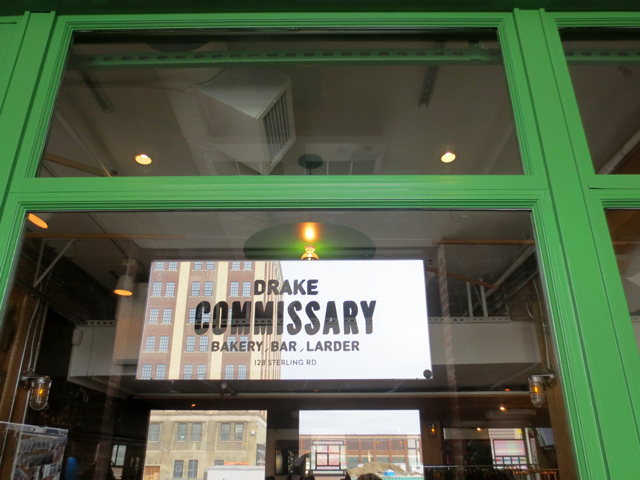 DRAKE
COMMISSARY
BAKERY, BAR, LARDER
128 STERLING RD